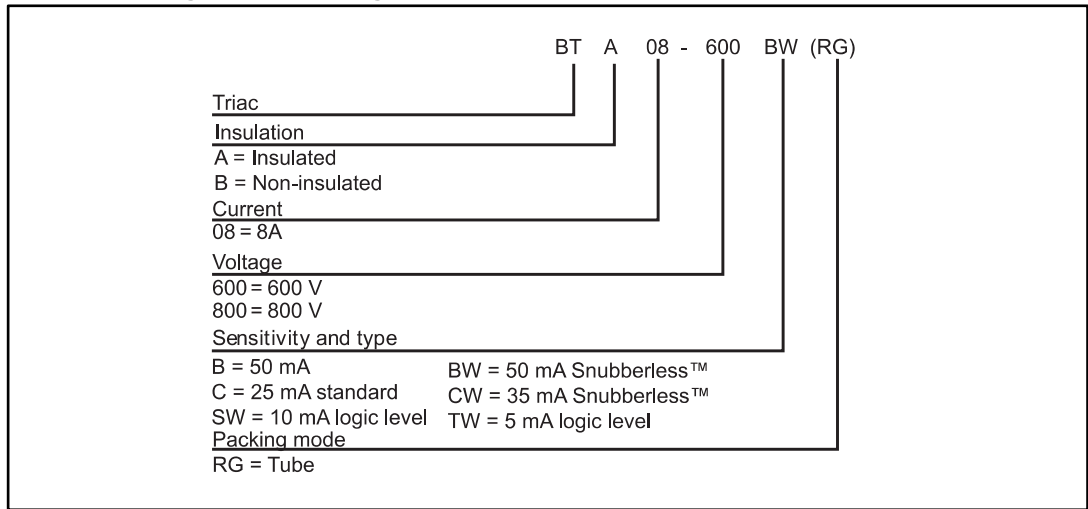 BT A 08 - 600 BW (RG)
Triac
Insulation
A = Insulated
B = Non-insulated
Current
08 = 8A
Voltage
600 = 600 V
800 = 800 V
Sensitivity and type
B = 50 mA BW = 50 mA Snubberless™
C = 25 mA standard CW = 35 mA Snubberless™
SW = 10 mA logic level TW = 5 mA logic level
Packing mode
RG = Tube